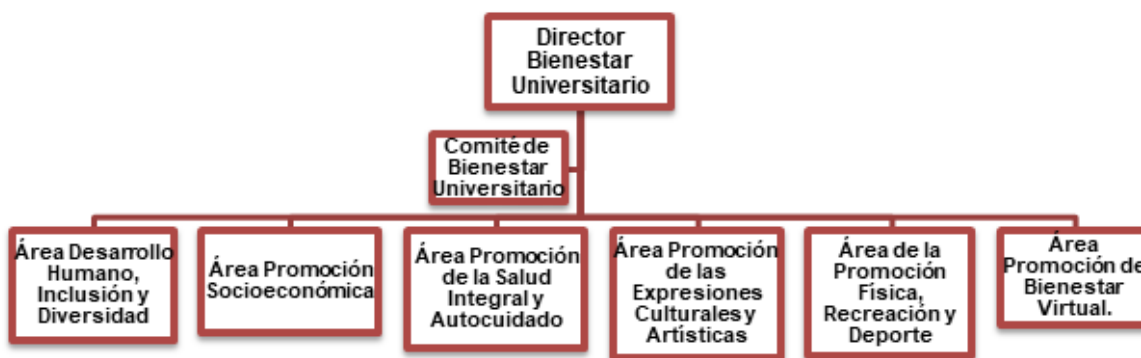 Director
Bienestar
Universitario
Comité de
Bienestar
Universitario
Área Desarrollo
Humano,
Inclusión y
Diversidad
Área Promoción
Socioeconómica
Área Promoción
de la Salud
Integral y
Autocuidado
Área Promoción
de las
Expresiones
Culturales y
Artísticas
Área de la
Promoción
Física,
Recreación y
Deporte
Área
Promoción de
Bienestar
Virtual.